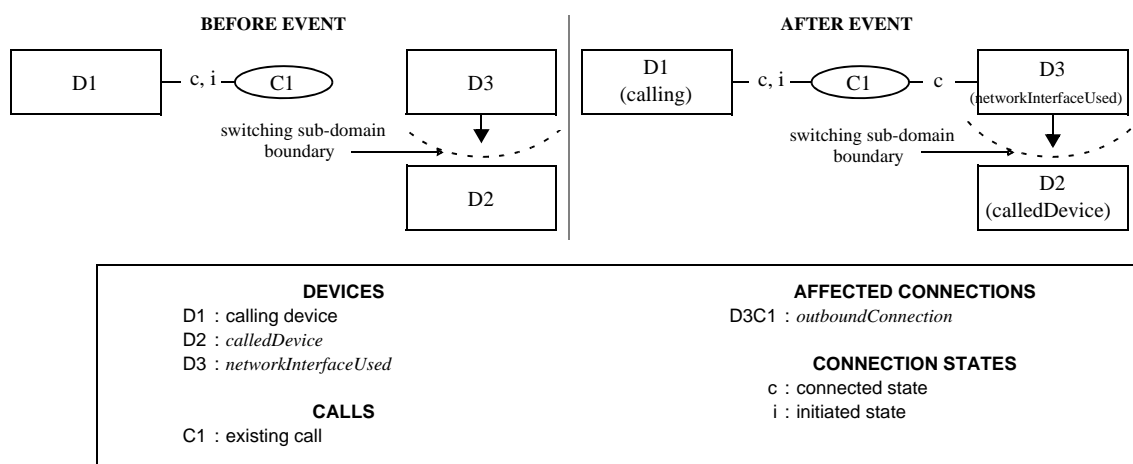 BEFORE EVENT
D1
c, i
C1
D3
switching sub-domain
boundary
D2
AFTER EVENT
D1
(calling)
c, i
C1
c
D3
(networkInterfaceUsed)
switching sub-domain
boundary
D2
(calledDevice)
DEVICES
D1 : calling device
D2 : calledDevice
D3 : networkInterfaceUsed
CALLS
C1 : existing call
AFFECTED CONNECTIONS
D3C1 : outboundConnection
CONNECTION STATES
c : connected state
i : initiated state